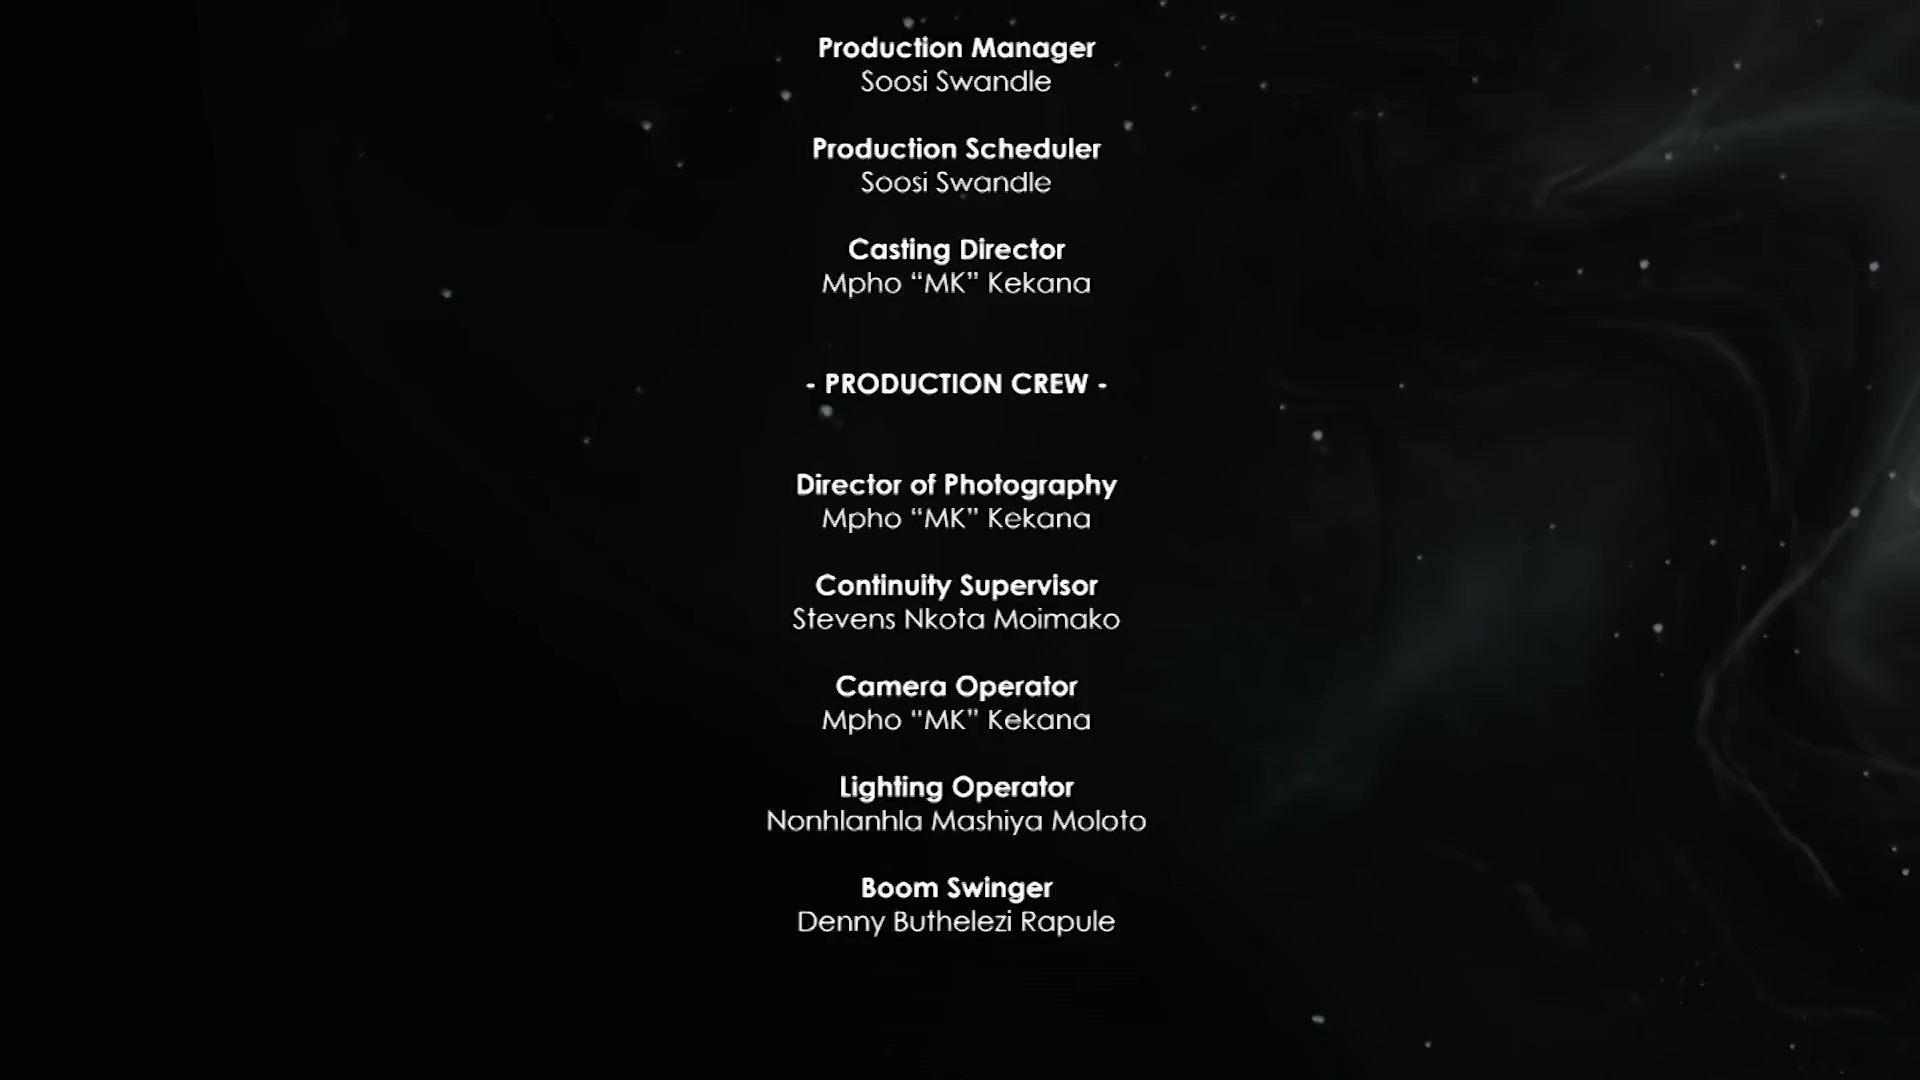 Production Manager
Soosi Swandle
Production Scheduler
Soosi Swandle
Casting Director
Mpho “MK” Kekana
- PRODUCTION CREW -
Director of Photography
Mpho “MK” Kekana
Continuity Supervisor
Stevens Nkota Moimako
Camera Operator
Mpho “MK” Kekana
Lighting Operator
Nonhlanhla Mashiya Moloto
Boom Swinger
Denny Buthelezi Rapule